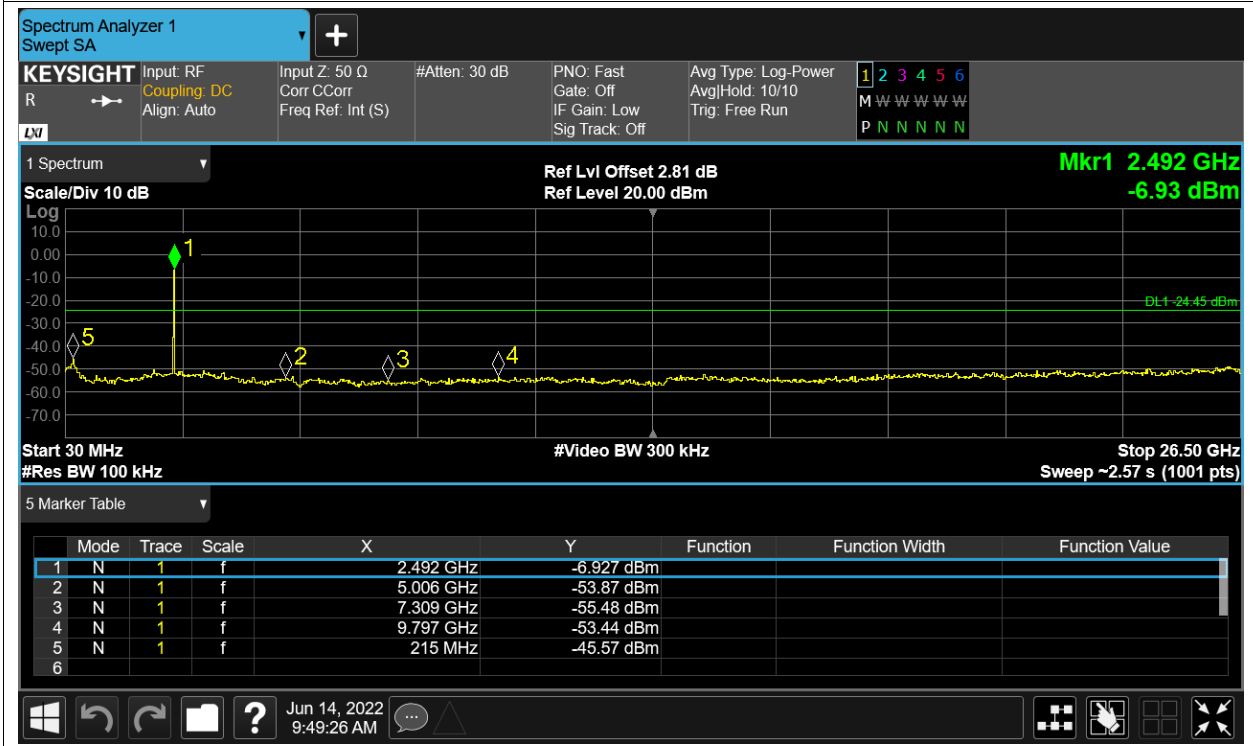 Spectrum Analyzer 1
Swept SA
KEYSIGHT
R
LXI
Input: RF
Coupling: DC
Align: Auto
Input Z: 50 Ω
Corr CCorr
Freq Ref: Int (S)
#Atten: 30 dB
PNO: Fast
Gate: Off
IF Gain: Low
Sig Track: Off
Avg Type: Log-Power
Avg|Hold: 10/10
Trig: Free Run
1 2 3 4 5 6
M W W W W W W
P N N N N N N
1 Spectrum
Scale/Div 10 dB
Ref Lvl Offset 2.81 dB
Ref Level 20.00 dBm
Mkr1 2.492 GHz
-6.93 dBm
Log
10.0
0.00
-10.0
-20.0
-30.0
-40.0
-50.0
-60.0
-70.0
1
DL1 -24.45 dBm
5
2
3
4
Start 30 MHz
#Video BW 300 kHz
Stop 26.50 GHz
#Res BW 100 kHz
Sweep ~2.57 s (1001 pts)
5 Marker Table
Mode Trace Scale X Y Function Function Width Function Value
1 N 1 f 2.492 GHz -6.927 dBm
2 N 1 f 5.006 GHz -53.87 dBm
3 N 1 f 7.309 GHz -55.48 dBm
4 N 1 f 9.797 GHz -53.44 dBm
5 N 1 f 215 MHz -45.57 dBm
6
?
Jun 14, 2022
9:49:26 AM